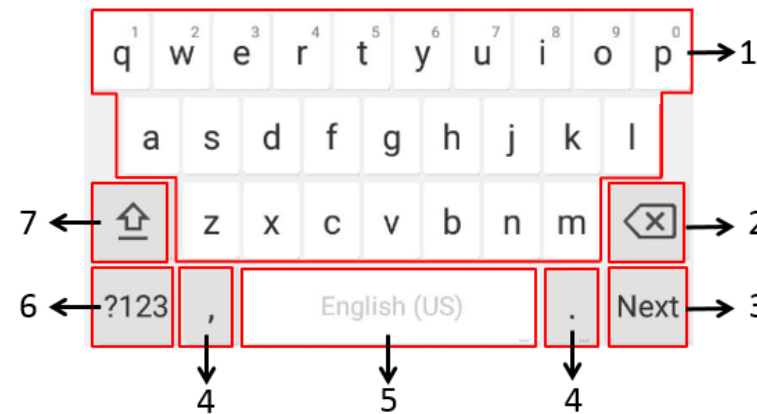 1 2 3 4 5 6 7 8 9 0
q w e r t y u i o p 1
a s d f g h j k l
7 z x c v b n m 2
6 ?123 , English (US) . Next 3
4 5 4